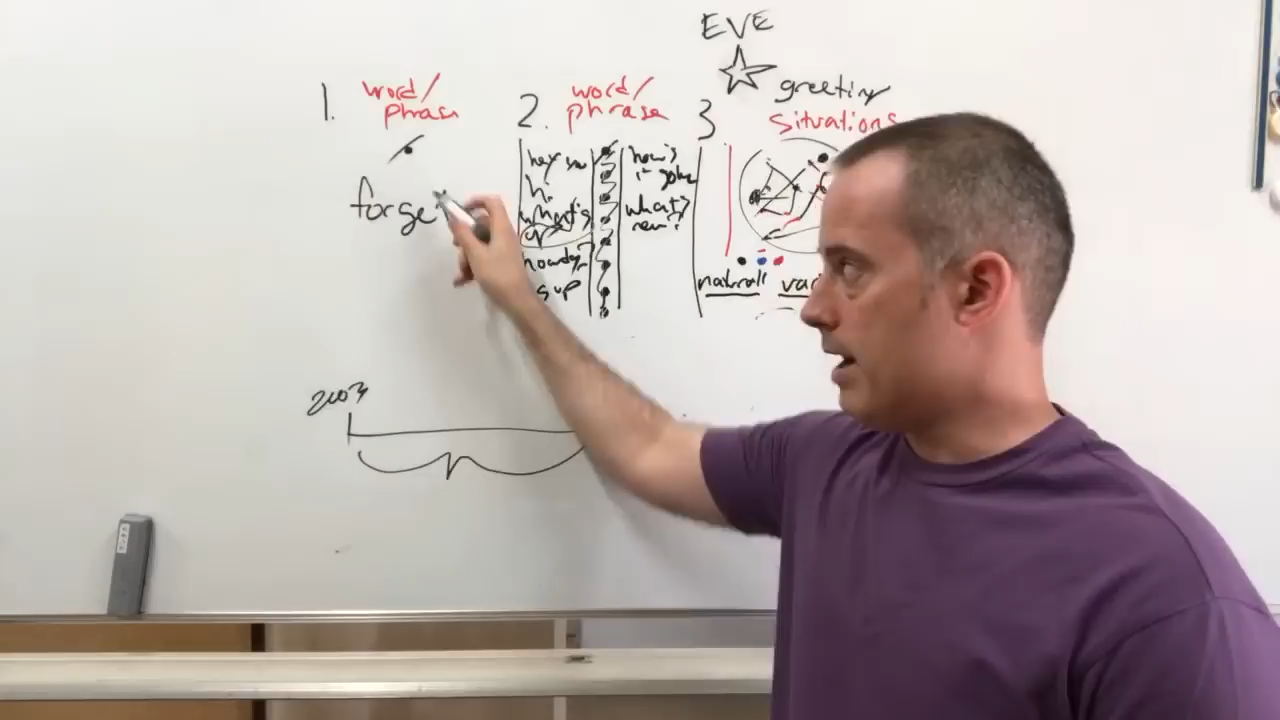 EVE
greeting
1. word/
phrase
2. word/
phrase
3
situations
forget
hey
hi
what's
up
howdy
sup
how's
it going
what's
new?
natural
2003